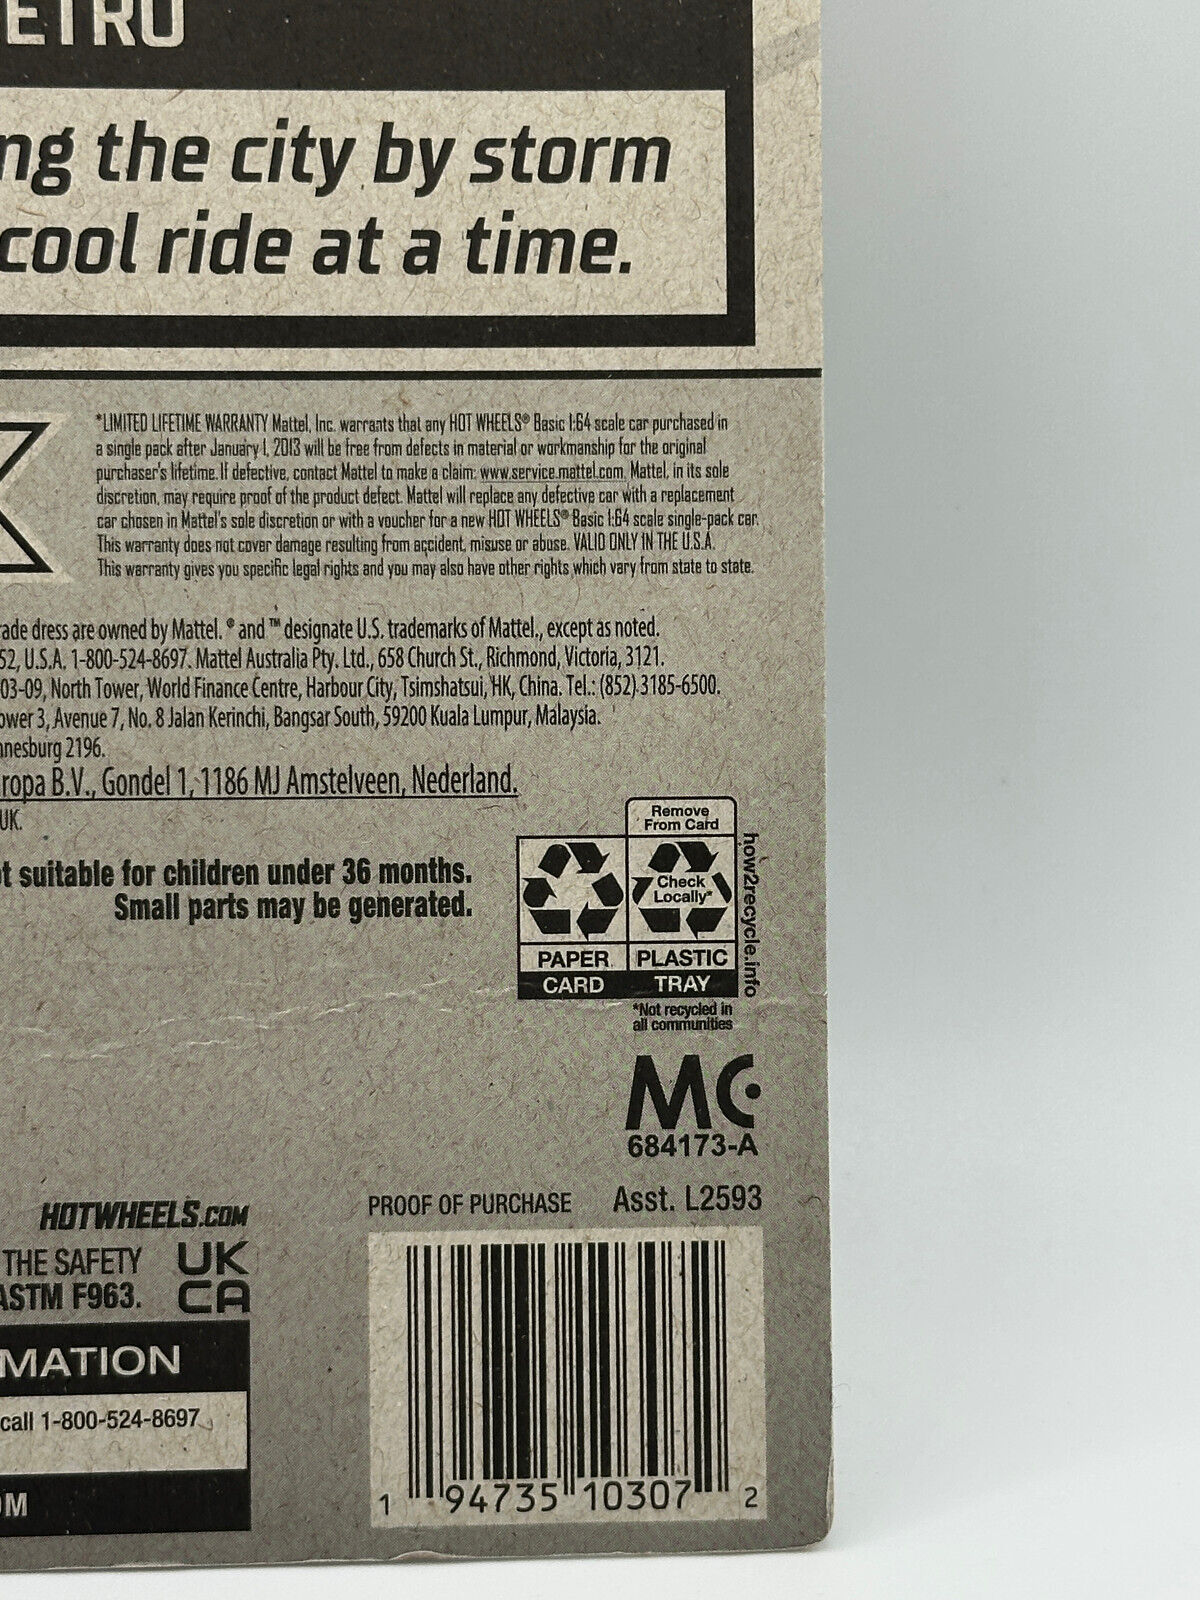 ETRO
ng the city by storm
cool ride at a time.
*LIMITED LIFETIME WARRANTY Mattel, Inc. warrants that any HOT WHEELS® Basic 1:64 scale car purchased in
a single pack after January 1, 2013 will be free from defects in material or workmanship for the original
purchaser's lifetime. If defective, contact Mattel to make a claim: www.service.mattel.com. Mattel, in its sole
discretion, may require proof of the product defect. Mattel will replace any defective car with a replacement
car chosen in Mattel's sole discretion or with a voucher for a new HOT WHEELS® Basic 1:64 scale single-pack car.
This warranty does not cover damage resulting from accident, misuse or abuse. VALID ONLY IN THE U.S.A.
This warranty gives you specific legal rights and you may also have other rights which vary from state to state.
ade dress are owned by Mattel. ® and ™ designate U.S. trademarks of Mattel., except as noted.
52, U.S.A. 1-800-524-8697. Mattel Australia Pty. Ltd., 658 Church St., Richmond, Victoria, 3121.
03-09, North Tower, World Finance Centre, Harbour City, Tsimshatsui, HK, China. Tel.: (852) 3185-6500.
ower 3, Avenue 7, No. 8 Jalan Kerinchi, Bangsar South, 59200 Kuala Lumpur, Malaysia.
nnesburg 2196.
ropa B.V., Gondel 1, 1186 MJ Amstelveen, Nederland.
UK.
t suitable for children under 36 months.
Small parts may be generated.
Remove
From Card
Check
Locally*
PAPER
CARD
PLASTIC
TRAY
how2recycle.info
*Not recycled in
all communities
MC
684173-A
PROOF OF PURCHASE Asst. L2593
HOTWHEELS.COM
THE SAFETY
ASTM F963.
UK
CA
MATION
call 1-800-524-8697
OM
1 94735 10307 2